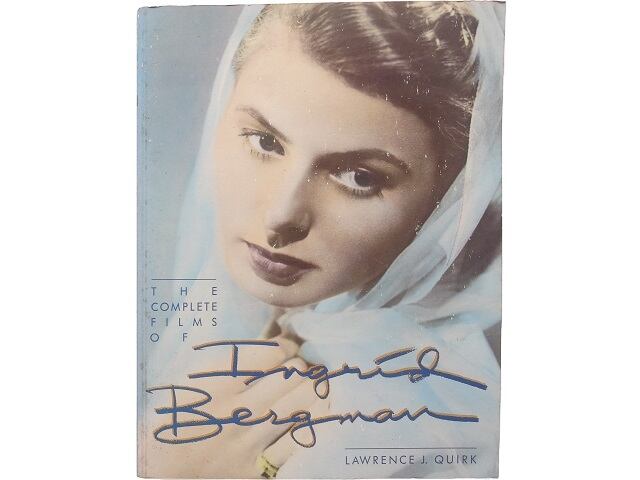 THE
COMPLETE
FILMS
OF
Ingrid
Bergman
LAWRENCE J. QUIRK